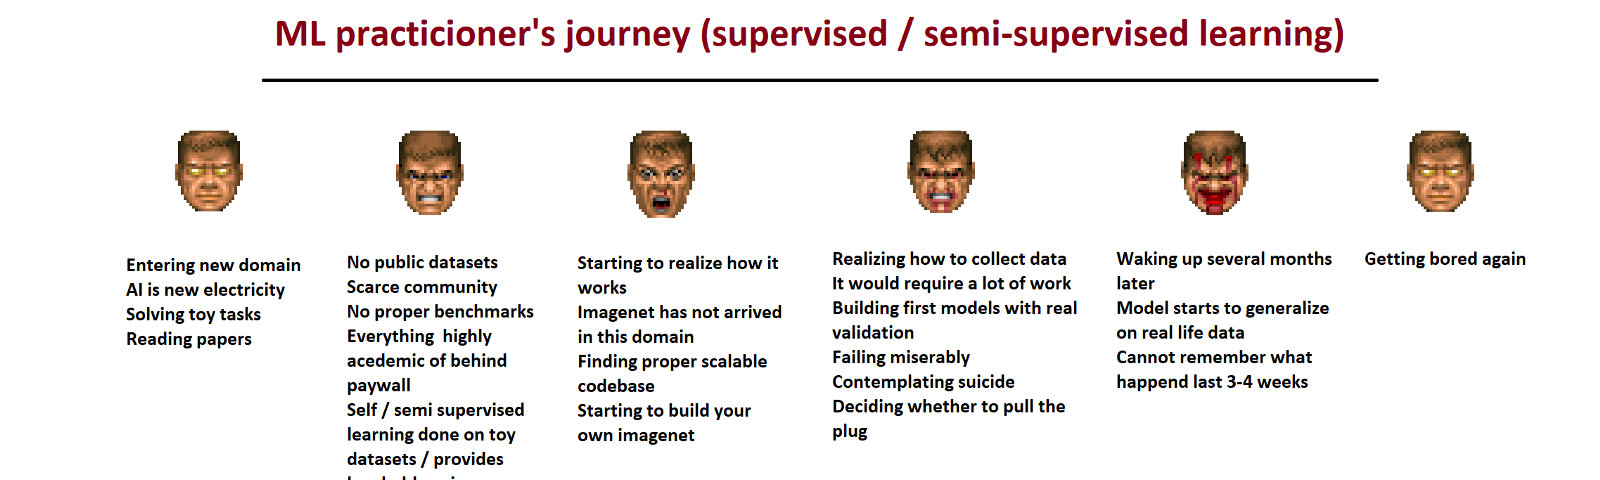 ML practicioner's journey (supervised / semi-supervised learning)
Entering new domain
AI is new electricity
Solving toy tasks
Reading papers
No public datasets
Scarce community
No proper benchmarks
Everything  highly
acedemic of behind
paywall
Self / semi supervised
learning done on toy
datasets / provides
Starting to realize how it
works
Imagenet has not arrived
in this domain
Finding proper scalable
codebase
Starting to build your
own imagenet
Realizing how to collect data
It would require a lot of work
Building first models with real
validation
Failing miserably
Contemplating suicide
Deciding whether to pull the
plug
Waking up several months
later
Model starts to generalize
on real life data
Cannot remember what
happend last 3-4 weeks
Getting bored again